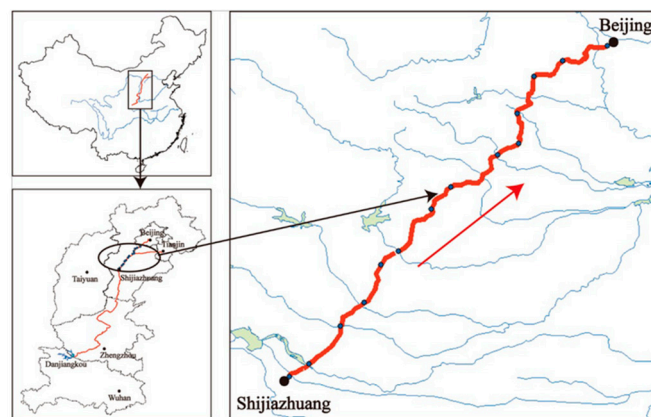 Beijing
Shijiazhuang
Beijing
Tianjin
Shijiazhuang
Taiyuan
Zhengzhou
Danjiangkou
Wuhan